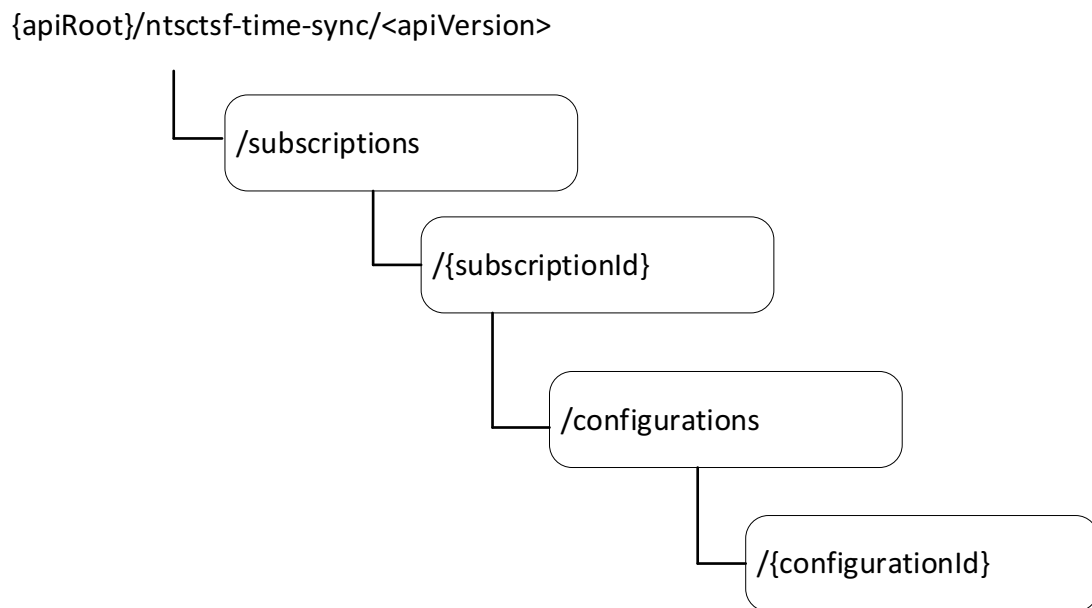 {apiRoot}/ntsctsf-time-sync/<apiVersion>
/subscriptions
/{subscriptionId}
/configurations
/{configurationId}